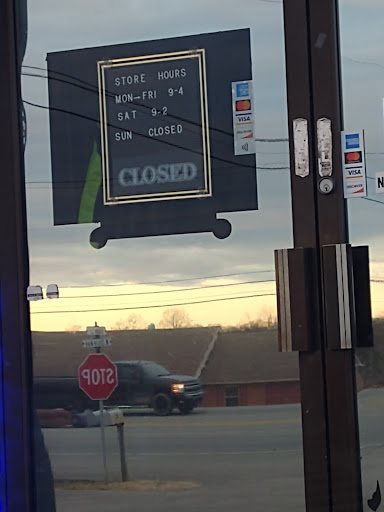 STORE HOURS
MON-FRI 9-4
SAT 9-2
SUN CLOSED
CLOSED
VISA
VISA
N
STOP